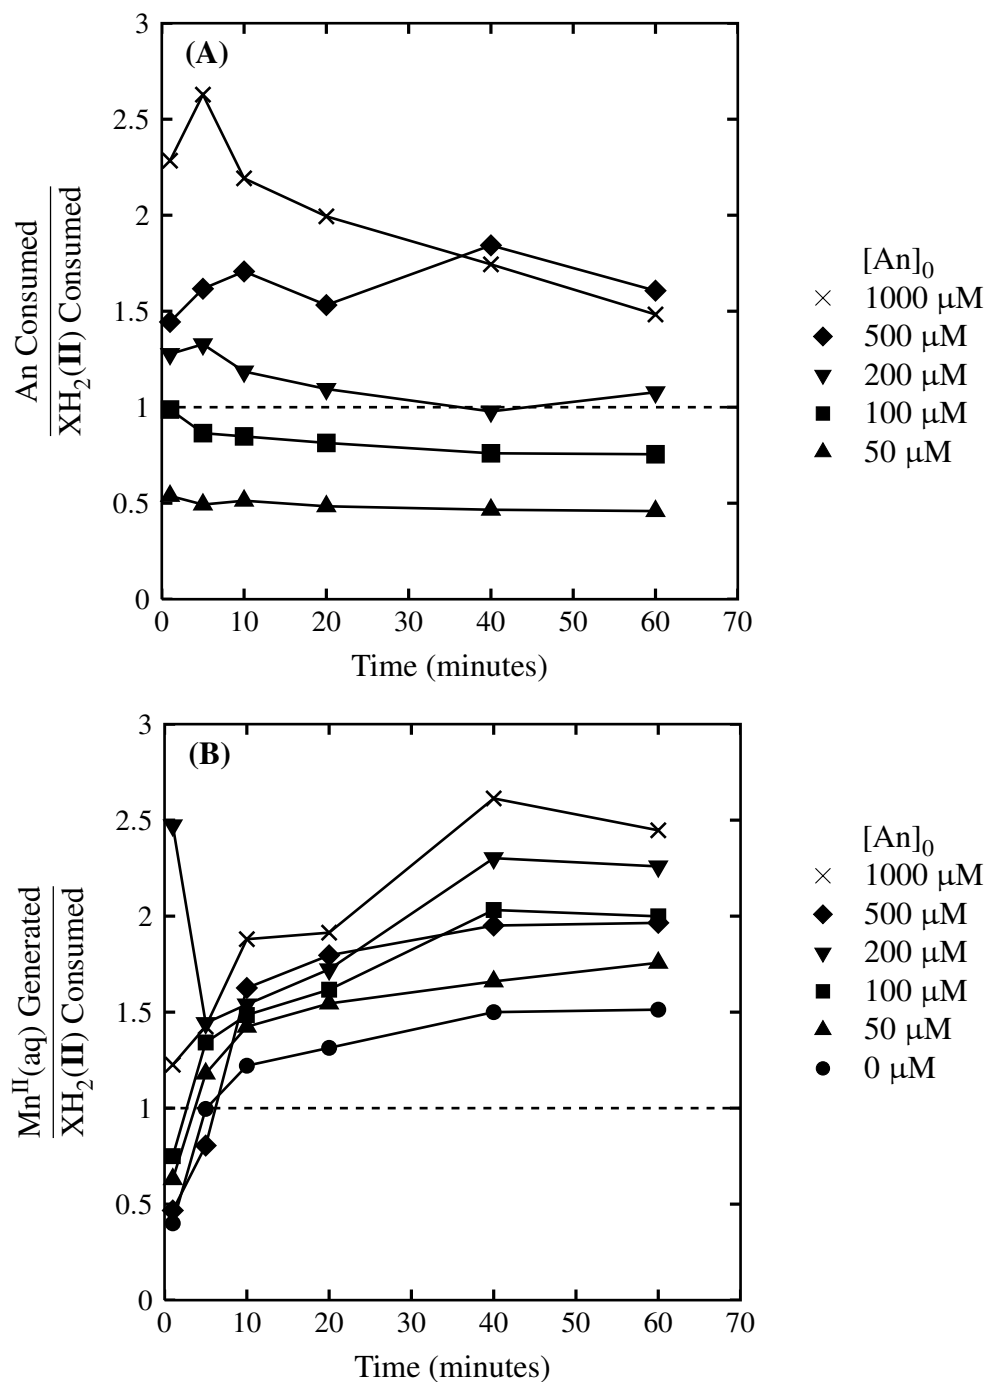 (A)
3
2.5
2
1.5
1
0.5
0
An Consumed
XH₂(II) Consumed
0 10 20 30 40 50 60 70
Time (minutes)
[An]₀
1000 μM
500 μM
200 μM
100 μM
50 μM
(B)
3
2.5
2
1.5
1
0.5
0
Mnᴵᴵ(aq) Generated
XH₂(II) Consumed
0 10 20 30 40 50 60 70
Time (minutes)
[An]₀
1000 μM
500 μM
200 μM
100 μM
50 μM
0 μM